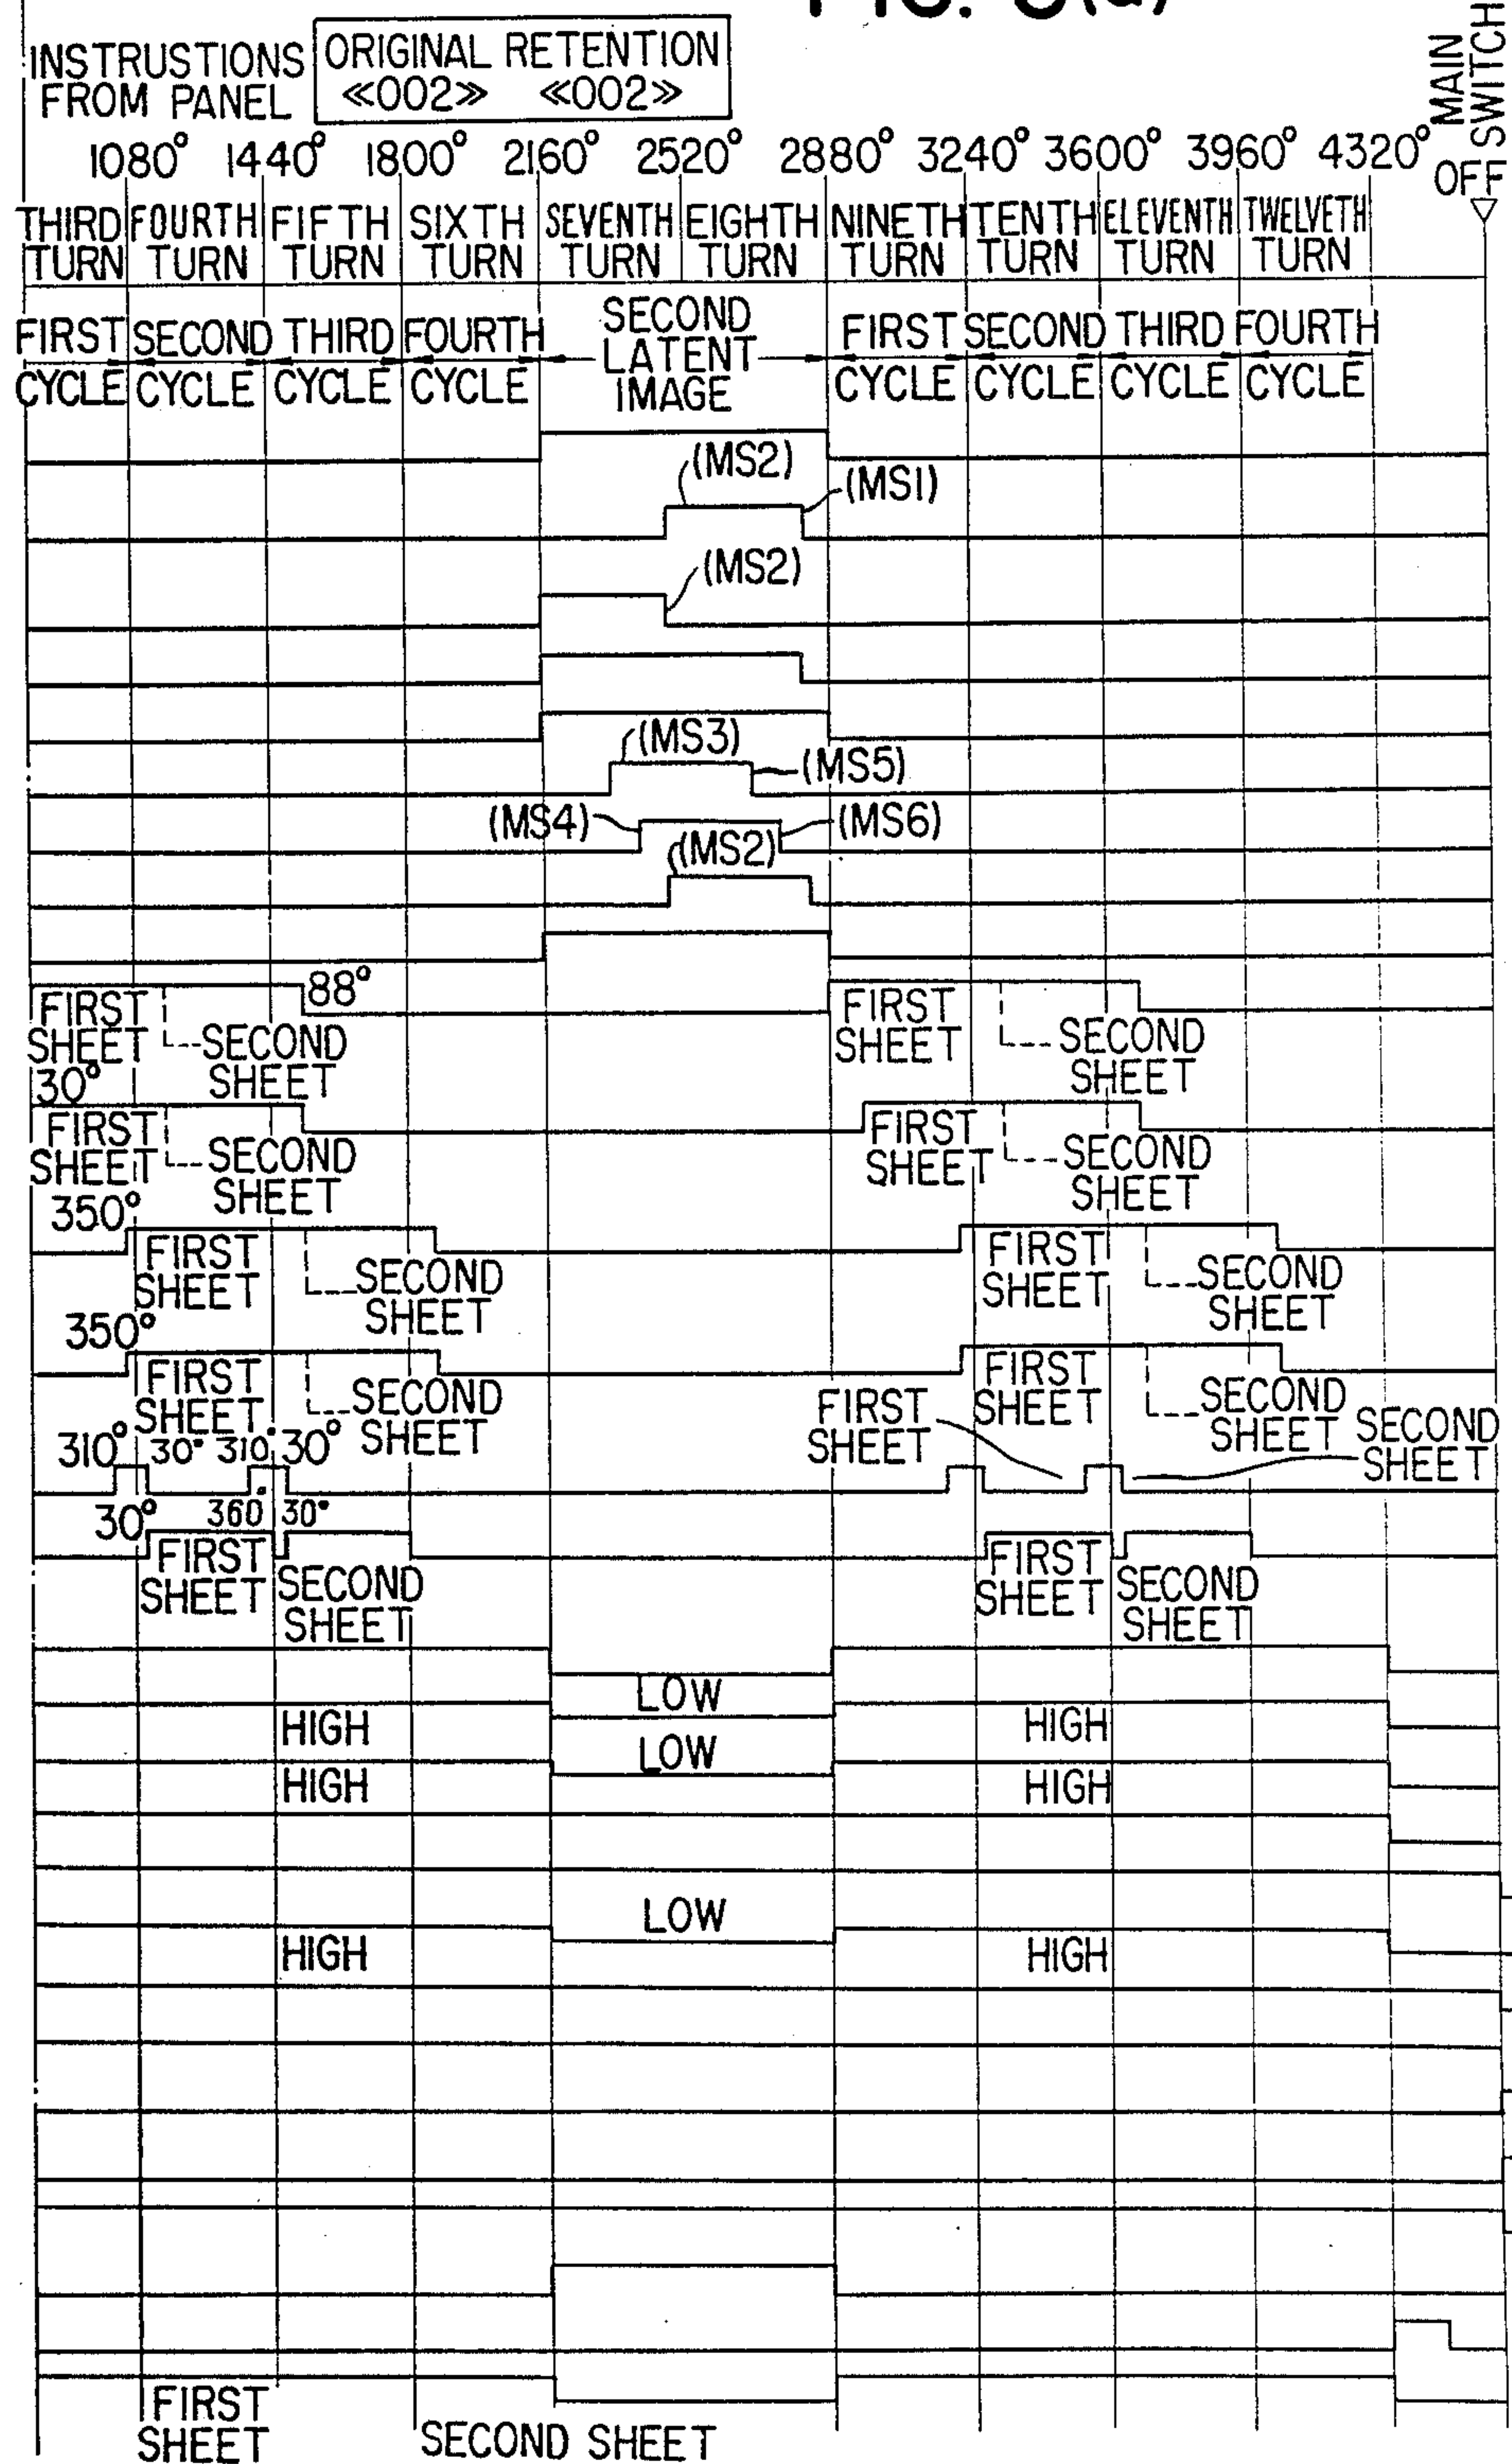 INSTRUSTIONS
FROM PANEL
ORIGINAL RETENTION
≪002≫ ≪002≫
MAIN
SWITCH
OFF
1080° 1440° 1800° 2160° 2520° 2880° 3240° 3600° 3960° 4320°
THIRD FOURTH FIFTH SIXTH SEVENTH EIGHTH NINETH TENTH ELEVENTH TWELVETH
TURN TURN TURN TURN TURN TURN TURN TURN TURN TURN
FIRST SECOND THIRD FOURTH SECOND FIRST SECOND THIRD FOURTH
LATENT
CYCLE CYCLE CYCLE CYCLE IMAGE CYCLE CYCLE CYCLE CYCLE
(MS2)
(MS1)
(MS2)
(MS3)
(MS5)
(MS4) (MS6)
(MS2)
88°
FIRST FIRST
SHEET SECOND SHEET SECOND
30° SHEET SHEET
FIRST FIRST
SHEET SECOND SHEET SECOND
SHEET SHEET
350°
FIRST FIRST
SHEET SECOND SHEET SECOND
SHEET SHEET
350°
FIRST FIRST
SHEET SECOND FIRST SHEET SECOND
310° 30° 310° 30° SHEET SHEET SHEET SECOND
SHEET
30° 360° 30°
FIRST FIRST
SHEET SECOND SHEET SECOND
SHEET SHEET
LOW
HIGH HIGH
LOW
HIGH HIGH
LOW
HIGH HIGH
FIRST
SHEET SECOND SHEET